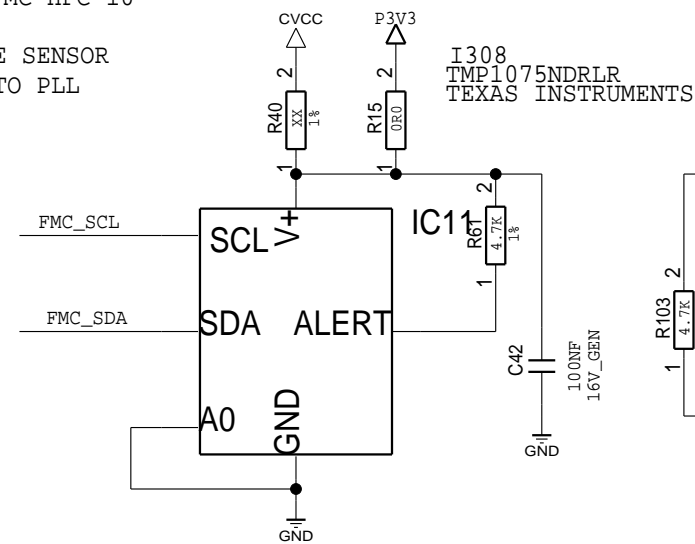 E SENSOR
TO PLL
CVCC
P3V3
I308
TMP1075NDRLR
TEXAS INSTRUMENTS
2
R40
XX
1%
1
2
R15
0R0
1
FMC_SCL
SCL
V+
IC11
2
R61
4.7K
1%
1
FMC_SDA
SDA
ALERT
A0
GND
C42
100NF
16V_GEN
GND
GND
2
R103
4.7K
1